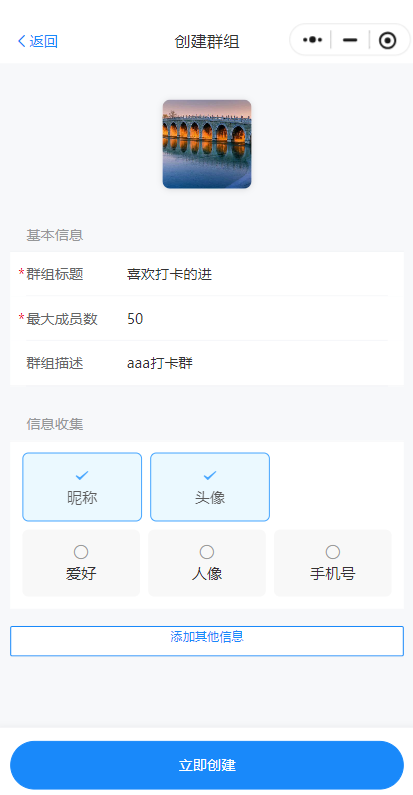 返回
创建群组
基本信息
*群组标题 喜欢打卡的进
*最大成员数 50
群组描述 aaa打卡群
信息收集
昵称 头像
爱好 人像 手机号
添加其他信息
立即创建